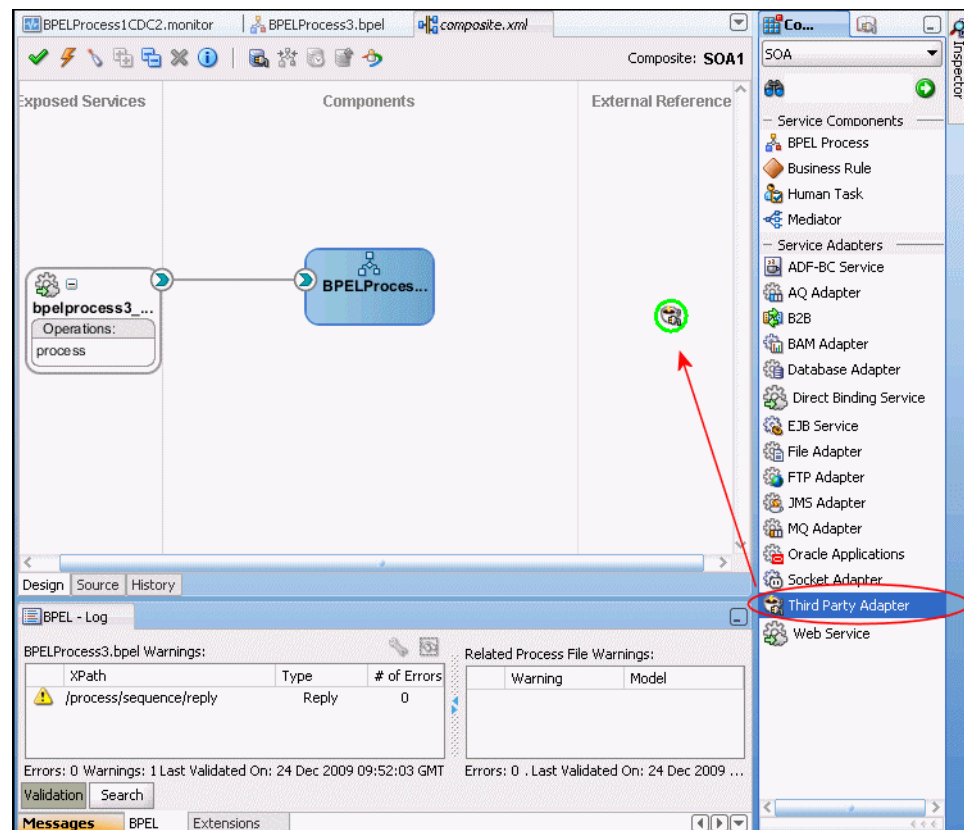 BPELProcess1CDC2.monitor
BPELProcess3.bpel
composite.xml
Co...
Composite: SOA1
SOA
Inspector
Exposed Services
Components
External Reference
Service Components
BPEL Process
Business Rule
Human Task
Mediator
Service Adapters
ADF-BC Service
AQ Adapter
B2B
BAM Adapter
Database Adapter
Direct Binding Service
EJB Service
File Adapter
FTP Adapter
JMS Adapter
MQ Adapter
Oracle Applications
Socket Adapter
Third Party Adapter
Web Service
bpelprocess3_...
Operations:
process
BPELProces...
Design Source History
BPEL - Log
BPELProcess3.bpel Warnings:
XPath Type # of Errors
/process/sequence/reply Reply 0
Errors: 0 Warnings: 1 Last Validated On: 24 Dec 2009 09:52:03 GMT
Related Process File Warnings:
Warning Model
Errors: 0 . Last Validated On: 24 Dec 2009 ...
Validation Search
Messages BPEL Extensions